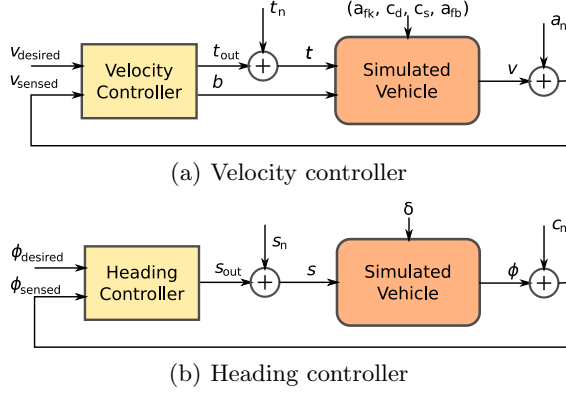 t_n (a_fk, c_d, c_s, a_fb) a_n
v_desired t_out t
v_sensed Velocity Controller b Simulated Vehicle v
+ +
(a) Velocity controller
δ
ϕ_desired s_n c_n
ϕ_sensed Heading Controller s_out s Simulated Vehicle ϕ
+ +
(b) Heading controller